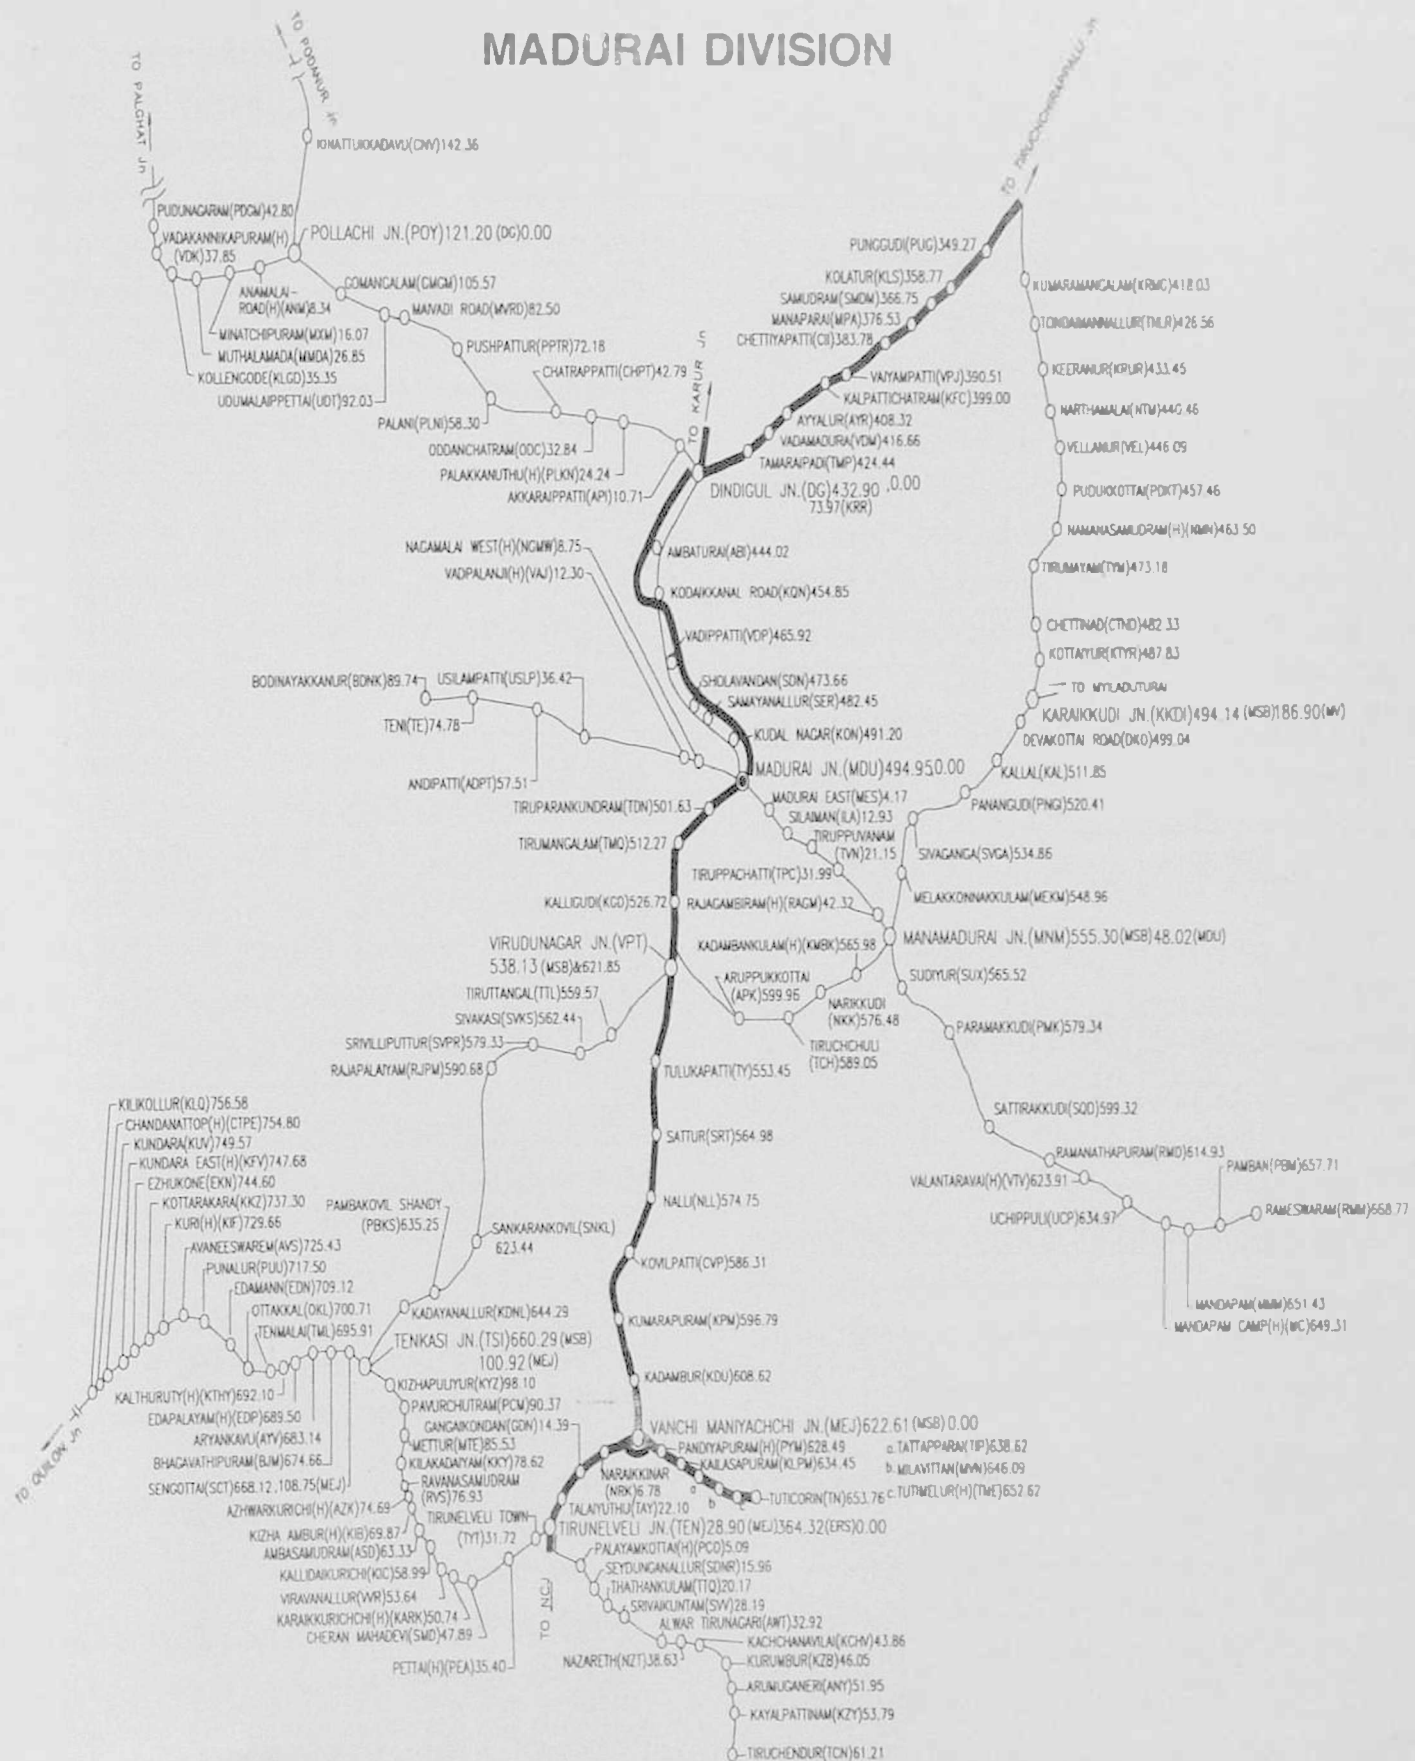 MADURAI DIVISION
TO PALGHAT Jn
TO PODANUR Jn
TO TIRUCHCHIRAPPALLI Jn
KINATTUKKADAVU(CNV)142.36
PUDUNAGARAM(PDGM)42.80
VADAKANNIKAPURAM(H)
(VDK)37.85
POLLACHI JN.(POY)121.20 (DG)0.00
ANAMALAI-
ROAD(H)(ANM)8.34
MINATCHIPURAM(MXM)16.07
MUTHALAMADA(MMDA)26.85
KOLLENGODE(KLGD)35.35
GOMANGALAM(CMGM)105.57
MAIVADI ROAD(MVRD)82.50
UDUMALAIPPETTAI(UDT)92.03
PUSHPATTUR(PPTR)72.18
PALANI(PLNI)58.30
CHATRAPPATTI(CHPT)42.79
ODDANCHATRAM(ODC)32.84
PALAKKANUTHU(H)(PLKN)24.24
AKKARAIPPATTI(API)10.71
TO KARUR Jn
PUNGGUDI(PUG)349.27
KOLATUR(KLS)358.77
SAMUDRAM(SMDM)366.75
MANAPARAI(MPA)376.53
CHETTIYAPATTI(CII)383.78
VAIYAMPATTI(VPJ)390.51
KALPATTICHATRAM(KFC)399.00
AYYALUR(AYR)408.32
VADAMADURA(VDM)416.66
TAMARAIPADI(TMP)424.44
DINDIGUL JN.(DG)432.90 ,0.00
73.97(KRR)
KUMARAMANGALAM(KRMG)418.03
TONDAIMANNALLUR(TMLR)426.56
KEERANUR(KRUR)433.45
NARTHAMALAI(NTM)440.46
VELLANUR(VEL)446.09
PUDUKKOTTAI(PDKT)457.46
NAMANASAMUDRAM(H)(NMN)463.50
TIRUMAYAM(TYM)473.18
CHETTINAD(CTND)482.33
KOTTAIYUR(KTYR)487.83
TO MYLADUTURAI
KARAIKKUDI JN.(KKDI)494.14 (MSB)186.90(MV)
DEVAKOTTAI ROAD(DKO)499.04
KALLAL(KAL)511.85
PANANGUDI(PNGI)520.41
SIVAGANGA(SVGA)534.86
MELAKKONNAKKULAM(MEKM)548.96
MANAMADURAI JN.(MNM)555.30(MSB)48.02(MDU)
NAGAMALAI WEST(H)(NGMW)8.75
VADPALANJI(H)(VAJ)12.30
AMBATURAI(ABI)444.02
KODAIKKANAL ROAD(KQN)454.85
VADIPPATTI(VDP)465.92
SHOLAVANDAN(SDN)473.66
SAMAYANALLUR(SER)482.45
KUDAL NAGAR(KON)491.20
MADURAI JN.(MDU)494.95,0.00
BODINAYAKKANUR(BDNK)89.74
USILAMPATTI(USLP)36.42
TENI(TE)74.78
ANDIPATTI(ADPT)57.51
TIRUPARANKUNDRAM(TDN)501.63
TIRUMANGALAM(TMQ)512.27
KALLIGUDI(KGD)526.72
MADURAI EAST(MES)4.17
SILAIMAN(ILA)12.93
TIRUPPUVANAM
(TVN)21.15
TIRUPPACHATTI(TPC)31.99
RAJAGAMBIRAM(H)(RAGM)42.32
VIRUDUNAGAR JN.(VPT)
538.13 (MSB)&621.85
KADAMBANKULAM(H)(KMBK)565.98
ARUPPUKKOTTAI
(APK)599.96
NARIKKUDI
(NKK)576.48
TIRUCHCHULI
(TCH)589.05
SUDIYUR(SUX)565.52
PARAMAKKUDI(PMK)579.34
SATTIRAKKUDI(SQD)599.32
RAMANATHAPURAM(RMD)614.93
VALANTARAVAI(H)(VTV)623.91
UCHIPPULI(UCP)634.97
PAMBAN(PBM)657.71
RAMESWARAM(RMM)668.77
MANDAPAM(MMM)651.43
MANDAPAM CAMP(H)(MC)649.31
TIRUTTANGAL(TTL)559.57
SIVAKASI(SVKS)562.44
SRIVILLIPUTTUR(SVPR)579.33
RAJAPALAIYAM(RJPM)590.68
TULUKAPATTI(TY)553.45
SATTUR(SRT)564.98
NALLI(NLL)574.75
KOVILPATTI(CVP)586.31
KUMARAPURAM(KPM)596.79
KADAMBUR(KDU)608.62
KILIKOLLUR(KLQ)756.58
CHANDANATTOP(H)(CTPE)754.80
KUNDARA(KUV)749.57
KUNDARA EAST(H)(KFV)747.68
EZHUKONE(EKN)744.60
KOTTARAKARA(KKZ)737.30
KURI(H)(KIF)729.66
AVANEESWAREM(AVS)725.43
PUNALUR(PUU)717.50
EDAMANN(EDN)709.12
OTTAKKAL(OKL)700.71
TENMALAI(TML)695.91
PAMBAKOVIL SHANDY
(PBKS)635.25
SANKARANKOVIL(SNKL)
623.44
KADAYANALLUR(KDNL)644.29
TENKASI JN.(TSI)660.29 (MSB)
100.92 (MEJ)
KALTHURUTY(H)(KTHY)692.10
EDAPALAYAM(H)(EDP)689.50
ARYANKAVU(AYV)683.14
BHAGAVATHIPURAM(BJM)674.66
SENGOTTAI(SCT)668.12,108.75(MEJ)
TO QUILON Jn
KIZHAPULIYUR(KYZ)98.10
PAVURCHUTRAM(PCM)90.37
GANGAIKONDAN(GDN)14.39
METTUR(MTE)85.53
KILAKADAIYAM(KKY)78.62
RAVANASAMUDRAM
(RVS)76.93
AZHWARKURICHI(H)(AZK)74.69
TIRUNELVELI TOWN
(TYT)31.72
KIZHA AMBUR(H)(KIB)69.87
AMBASAMUDRAM(ASD)63.33
KALLIDAIKURICHI(KIC)58.99
VIRAVANALLUR(VVR)53.64
KARAIKKURICHCHI(H)(KARK)50.74
CHERAN MAHADEVI(SMD)47.89
PETTAI(H)(PEA)35.40
VANCHI MANIYACHCHI JN.(MEJ)622.61(MSB)0.00
PANDIYAPURAM(H)(PYM)628.49
KAILASAPURAM(KLPM)634.45
a. TATTAPPARAI(TIP)638.62
b. MILAVITTAN(MVN)646.09
c. TUTIMELUR(H)(TME)652.62
a
b
c
TUTICORIN(TN)653.76
NARAIKKINAR
(NRK)6.78
TALAIYUTHU(TAY)22.10
TIRUNELVELI JN.(TEN)28.90 (MEJ)364.32(ERS)0.00
TO NCJ
PALAYAMKOTTAI(H)(PCO)5.09
SEYDUNGANALLUR(SDNR)15.96
THATHANKULAM(TTQ)20.17
SRIVAIKUNTAM(SVV)28.19
ALWAR TIRUNAGARI(AWT)32.92
NAZARETH(NZT)38.63
KACHCHANAVILAI(KCHV)43.86
KURUMBUR(KZB)46.05
ARUMUGANERI(ANY)51.95
KAYALPATTINAM(KZY)53.79
TIRUCHENDUR(TCN)61.21